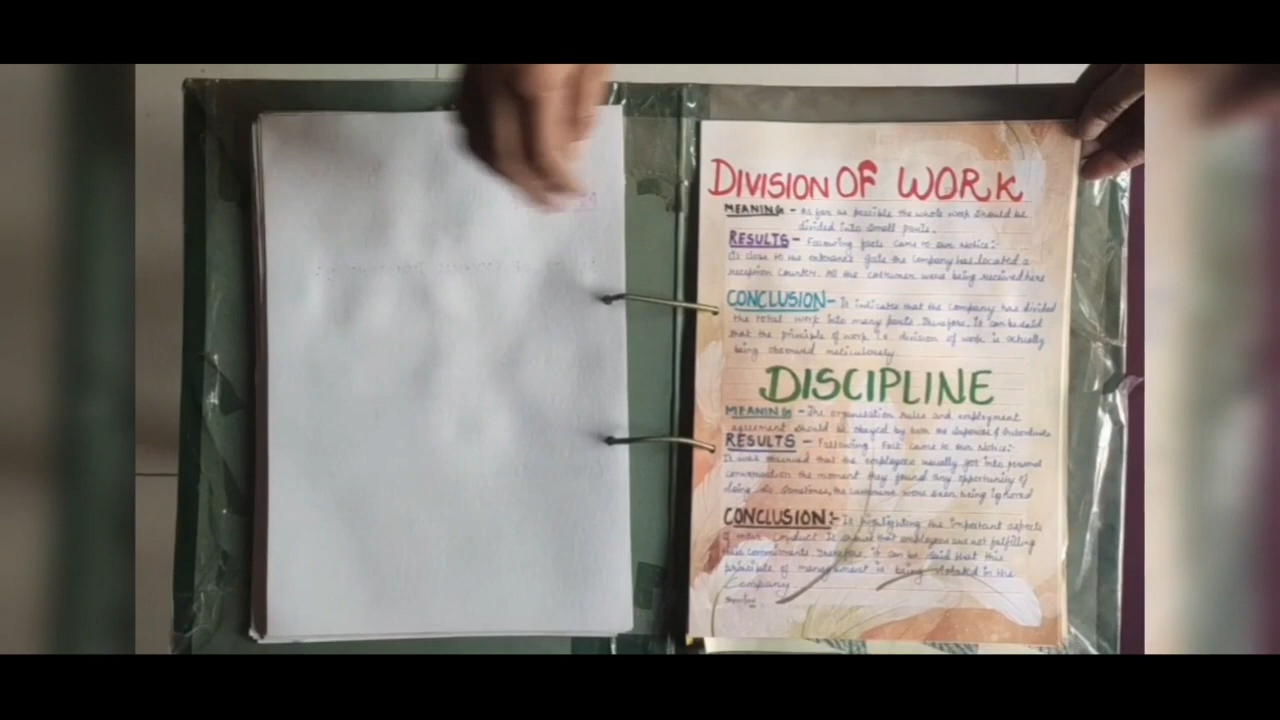 DIVISION OF WORK
MEANING - As far as possible the whole work should be
divided into small parts.
RESULTS - Following facts came to our Notice:-
is close to the entrance gate the Company has located a
reception Counter. All the customer were being received here
CONCLUSION - It indicates that the Company has divided
the total work into many parts. Therefore, it can be said
that the principle of work i.e division of work is actually
being observed meticulously
DISCIPLINE
MEANING - The organisation rules and employment
agreement should be obeyed by both the Superiors & Subordinates
RESULTS - Following Fact came to our Notice:-
It was observed that the employees usually got into personal
conversation the moment they found any opportunity of
doing so. Sometimes, the customers were seen being ignored
CONCLUSION:- It highlighting the important aspects
of their Conduct. It shows that employees are not fulfilling
their commitments. Therefore, it can be said that this
principle of management is being violated in the
Company